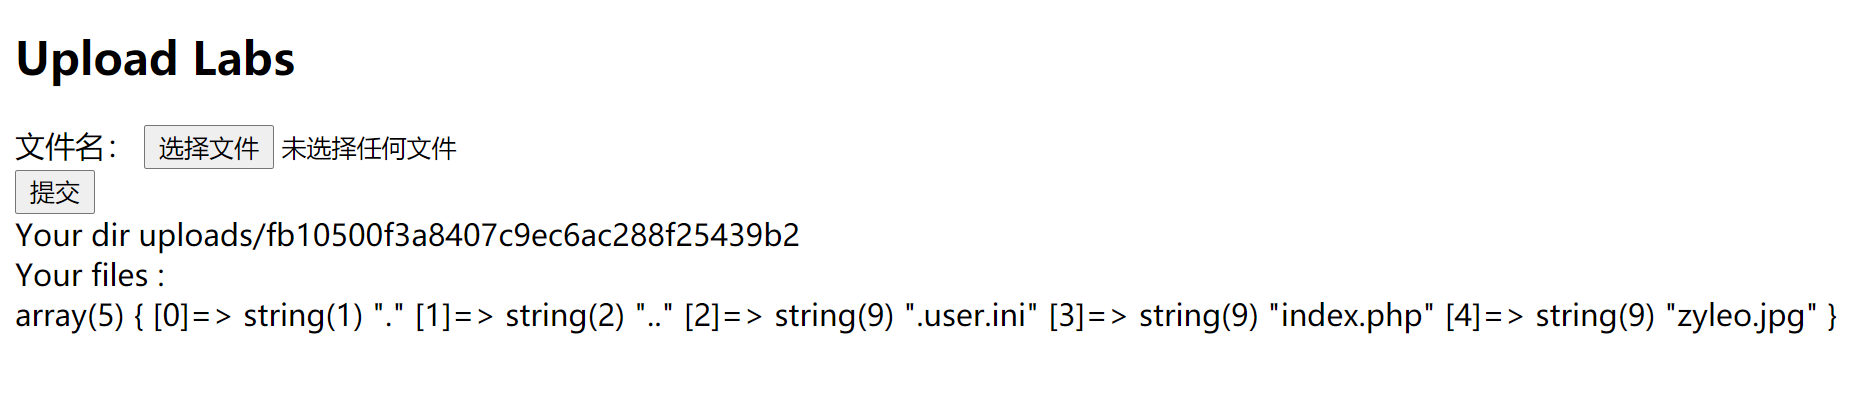 Upload Labs
文件名： 选择文件 未选择任何文件
提交
Your dir uploads/fb10500f3a8407c9ec6ac288f25439b2
Your files :
array(5) { [0]=> string(1) "." [1]=> string(2) ".." [2]=> string(9) ".user.ini" [3]=> string(9) "index.php" [4]=> string(9) "zyleo.jpg" }